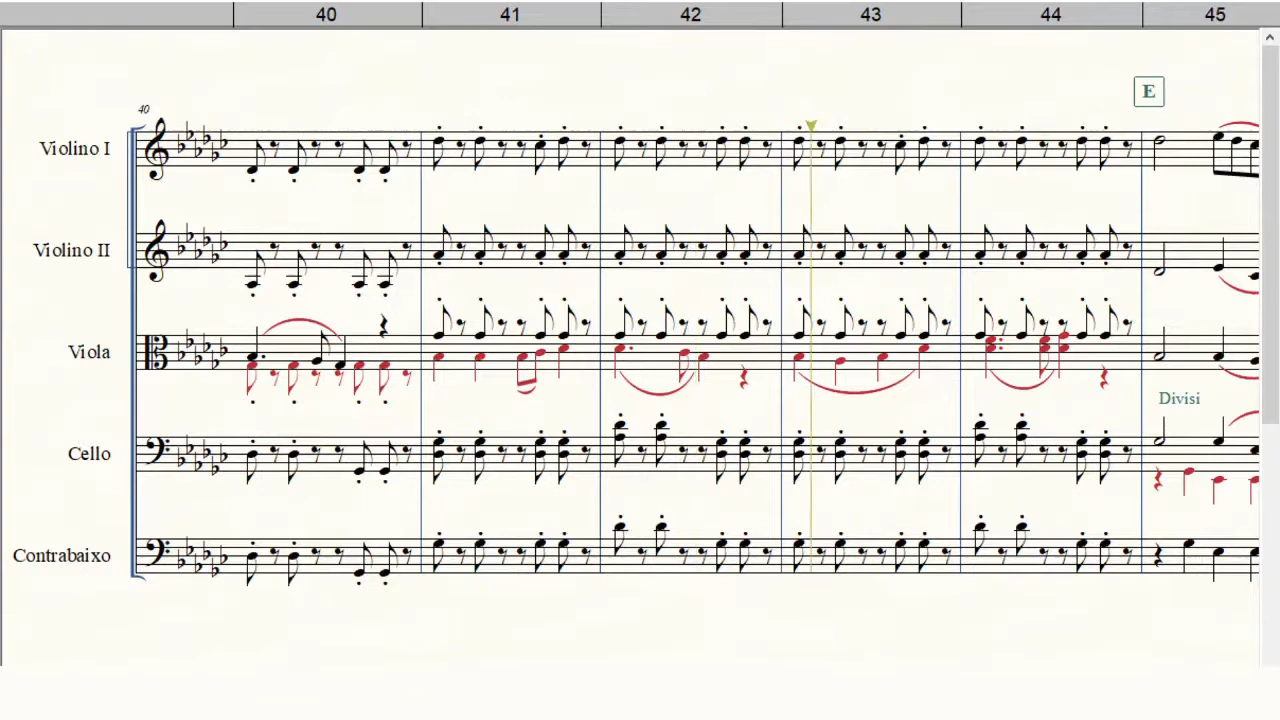 40 41 42 43 44 45
E
40
Violino I
Violino II
Viola
Divisi
Cello
Contrabaixo